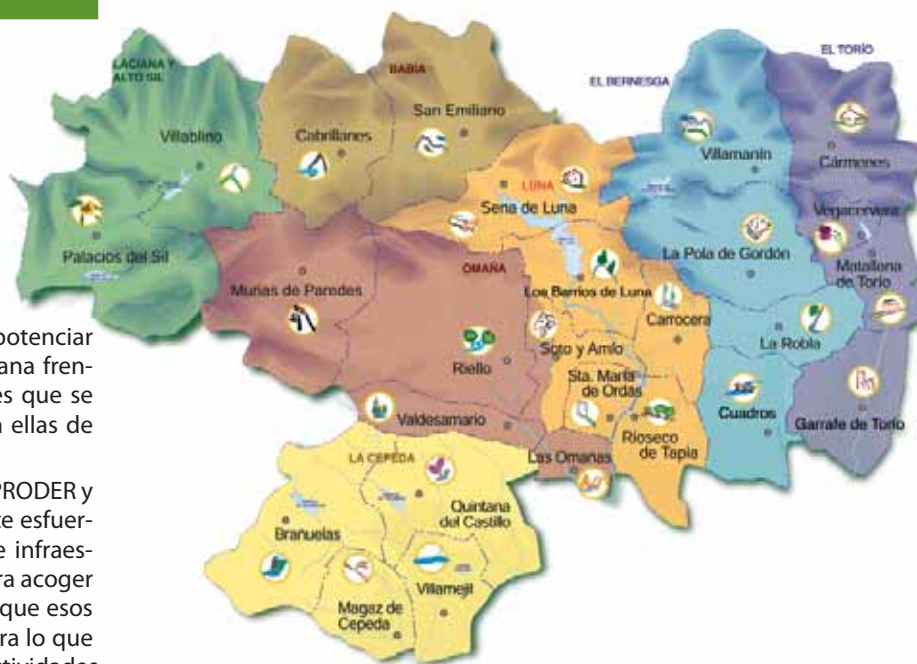 LACIANA Y
ALTO SIL
BABIA
EL BERNESGA
EL TORÍO
Villablino
Cabrillanes
San Emiliano
Villamanín
Cármenes
LUNA
Sena de Luna
Vegacervera
Palacios del Sil
OMAÑA
La Pola de Gordón
Matallana
de Torío
Murias de Paredes
Los Barrios de Luna
Carrocera
La Robla
Riello
Soto y Amío
Sta. María
de Ordás
Cuadros
Garrafe de Torío
Valdesamario
Rioseco
de Tapia
Las Omañas
LA CEPEDA
Quintana
del Castillo
Brañuelas
Villamejil
Magaz de
Cepeda
potenciar
ana fren-
es que se
ellas de
PRODER y
te esfuer-
e infraes-
ra acoger
que esos
ra lo que
ctividades